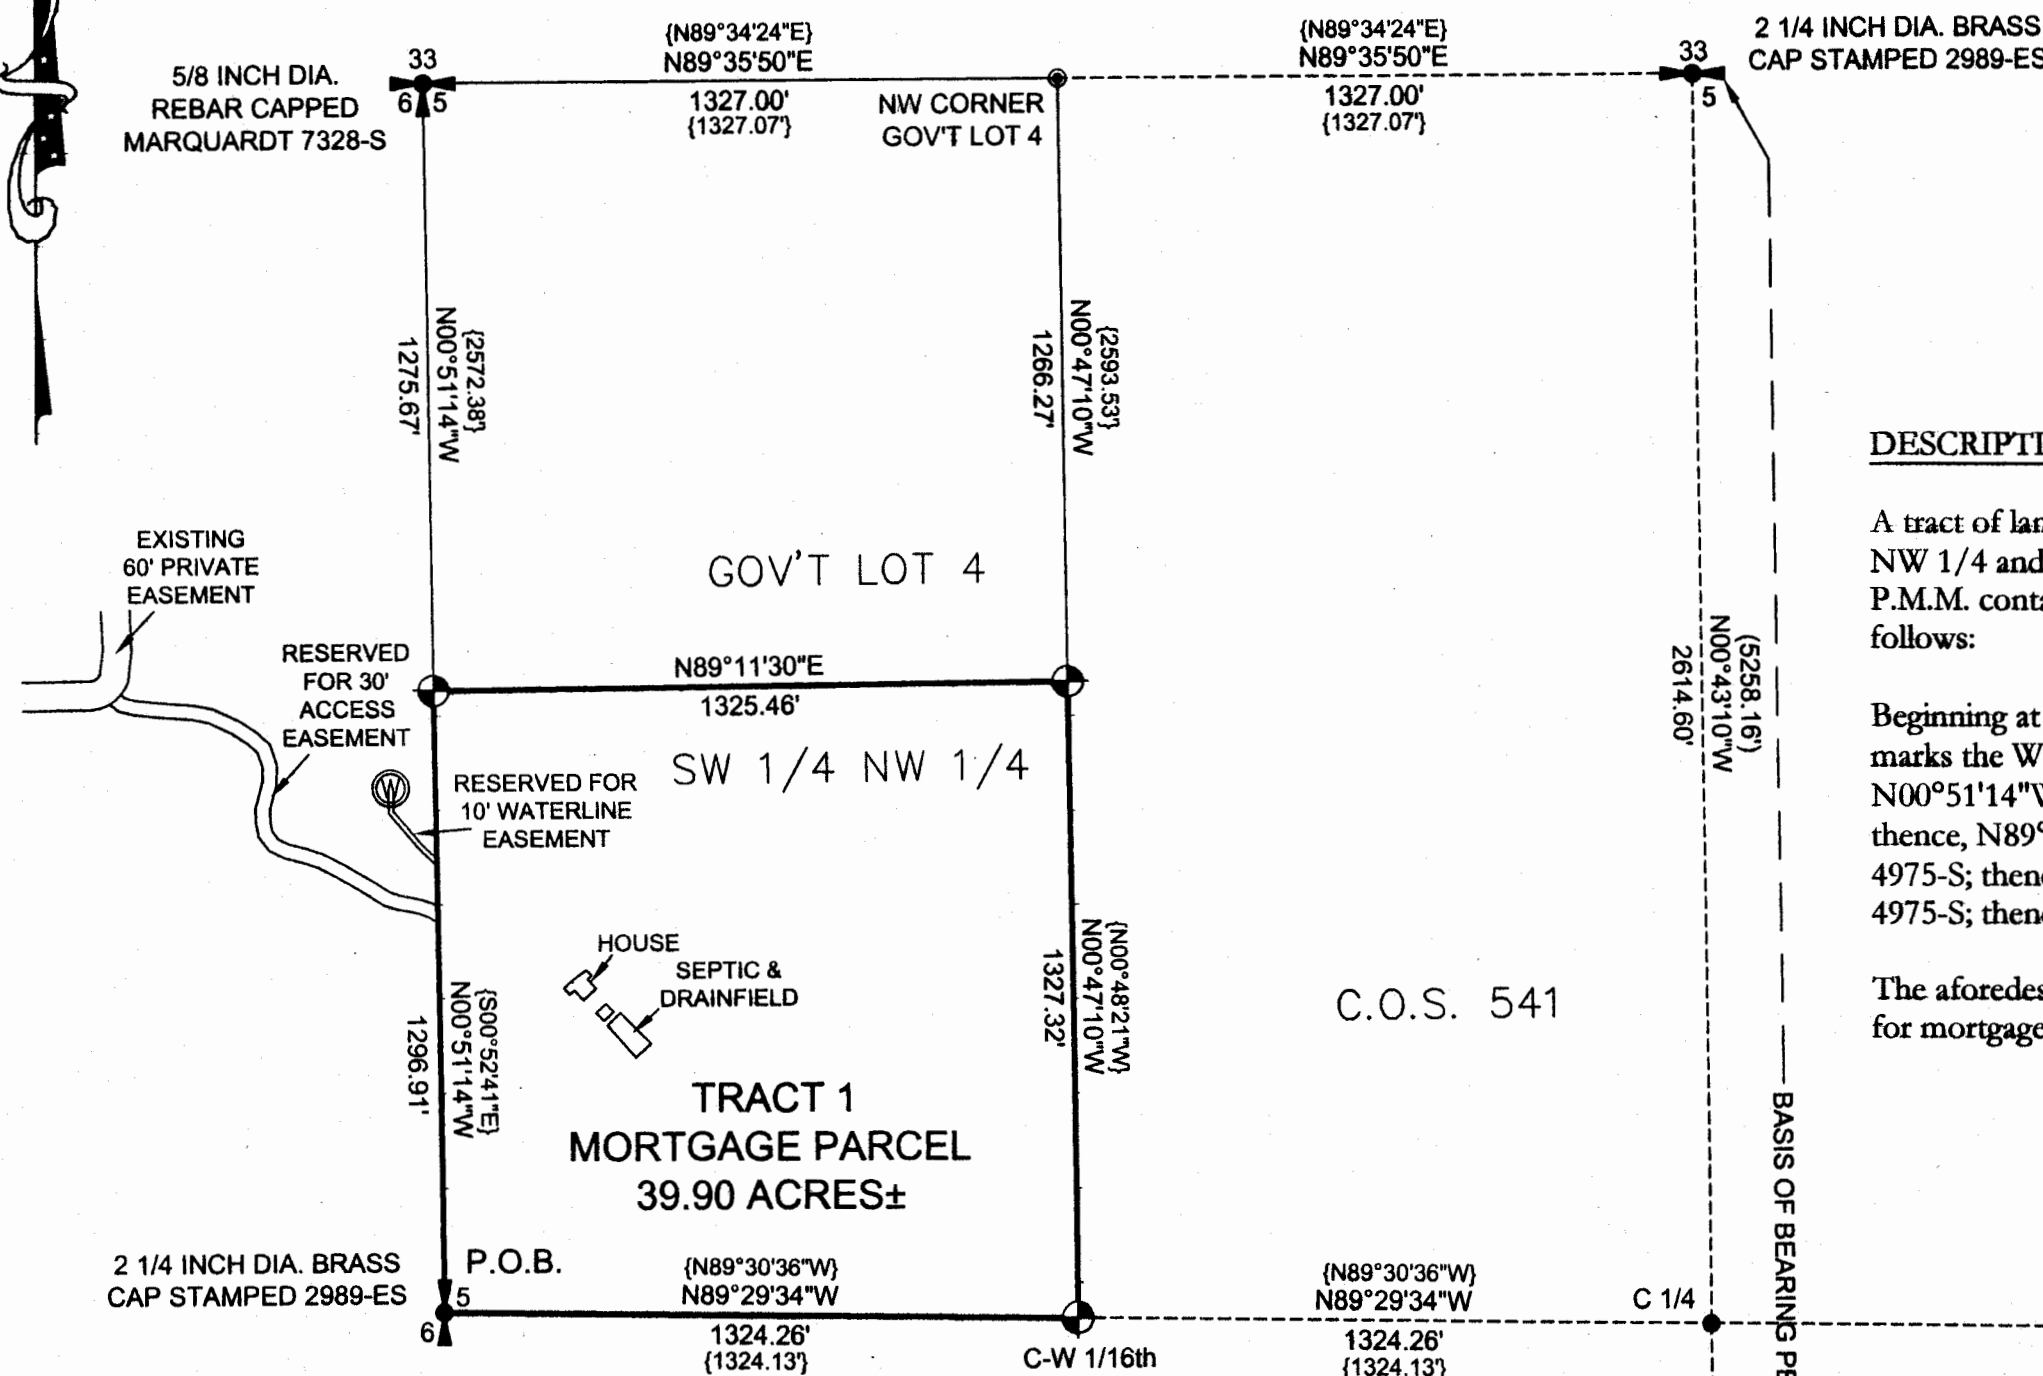 {N89°34'24"E}
N89°35'50"E
1327.00'
{1327.07'}
{N89°34'24"E}
N89°35'50"E
1327.00'
{1327.07'}
2 1/4 INCH DIA. BRASS
CAP STAMPED 2989-ES
5/8 INCH DIA.
REBAR CAPPED
MARQUARDT 7328-S
33
6 5
NW CORNER
GOV'T LOT 4
33
5
{2572.38'}
N00°51'14"W
1275.67'
{2593.53'}
N00°47'10"W
1266.27'
GOV'T LOT 4
EXISTING
60' PRIVATE
EASEMENT
RESERVED
FOR 30'
ACCESS
EASEMENT
N89°11'30"E
1325.46'
SW 1/4 NW 1/4
W
RESERVED FOR
10' WATERLINE
EASEMENT
(5258.16')
N00°43'10"W
2614.60'
HOUSE
SEPTIC &
DRAINFIELD
{S00°52'41"E}
N00°51'14"W
1296.91'
{N00°48'21"W}
N00°47'10"W
1327.32'
C.O.S. 541
TRACT 1
MORTGAGE PARCEL
39.90 ACRES±
2 1/4 INCH DIA. BRASS
CAP STAMPED 2989-ES
P.O.B.
5
6
{N89°30'36"W}
N89°29'34"W
1324.26'
{1324.13'}
C-W 1/16th
{N89°30'36"W}
N89°29'34"W
1324.26'
{1324.13'}
C 1/4
BASIS OF BEARING
A tract of
NW 1/4 and
P.M.M.
follows:
Beginning at
marks the
N00°51'14"
thence,
4975-S;
4975-S;
The
for mortgage